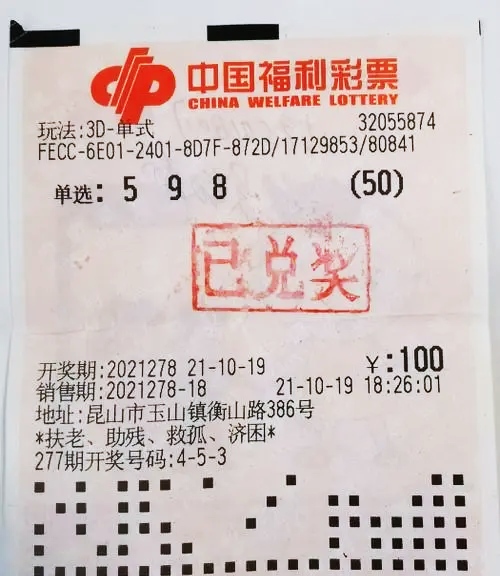 中国福利彩票
CHINA WELFARE LOTTERY
玩法:3D-单式 32055874
FECC-6E01-2401-8D7F-872D/17129853/80841
单选: 5 9 8 (50)
已兑奖
开奖期:2021278 21-10-19 ¥:100
销售期:2021278-18 21-10-19 18:26:01
地址:昆山市玉山镇衡山路386号
*扶老、助残、救孤、济困*
277期开奖号码:4-5-3